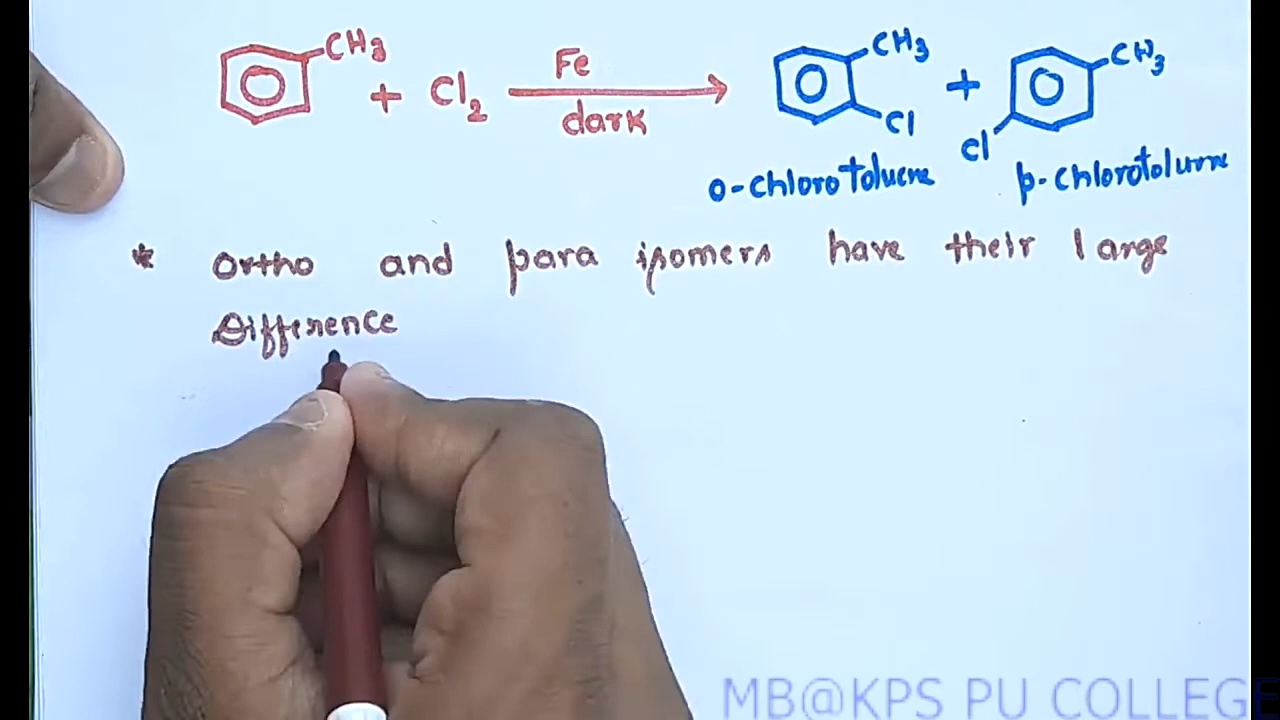 CH3 + Cl2 Fe dark CH3 Cl + CH3 Cl
o-chlorotoluene p-chlorotoluene
* Ortho and para isomers have their large
Difference
MB@KPS PU COLLEGE